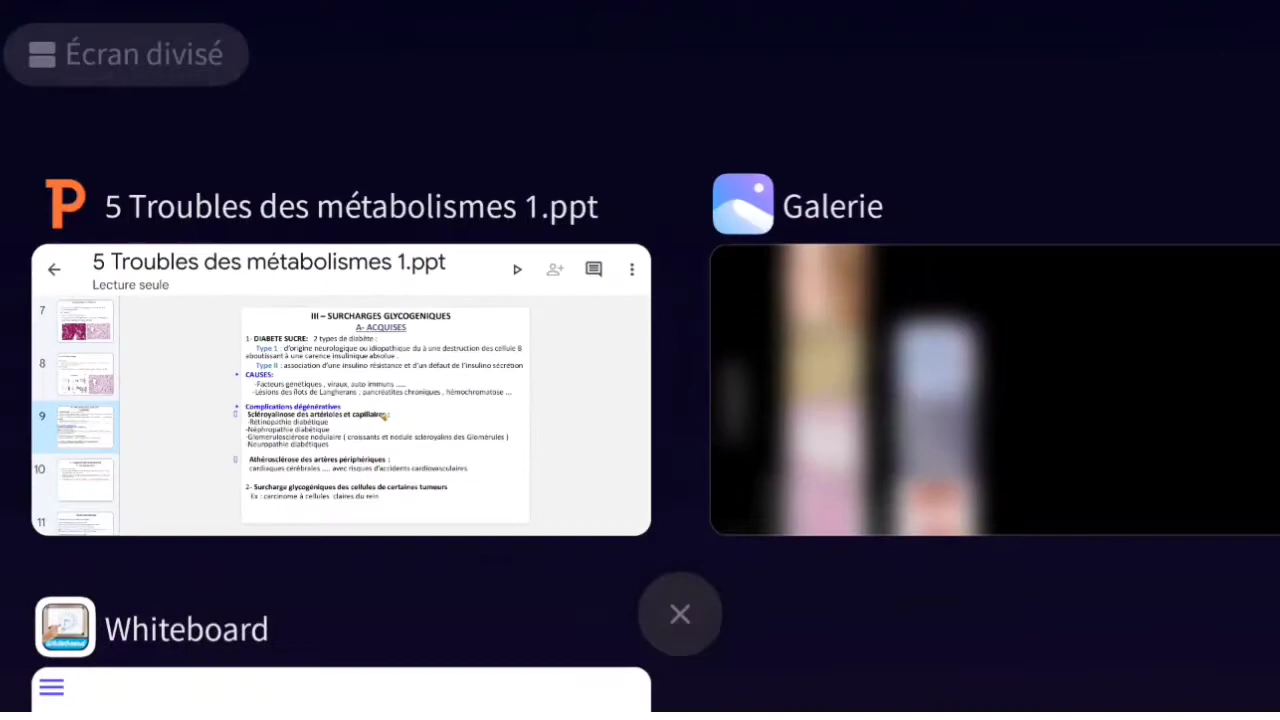 Écran divisé
5 Troubles des métabolismes 1.ppt
Galerie
5 Troubles des métabolismes 1.ppt
Lecture seule
7
8
9
10
11
III – SURCHARGES GLYCOGENIQUES
A- ACQUISES
1- DIABETE SUCRE: 2 types de diabète :
Type 1 : d'origine neurologique ou idiopathique du à une destruction des cellule B
aboutissant à une carence insulinique absolue .
Type II : association d'une insulino résistance et d'un défaut de l'insulino sécrétion
• CAUSES:
-Facteurs génétiques , viraux, auto immuns .....
-Lésions des îlots de Langherans , pancréatites chroniques , hémochromatose ...
• Complications dégénératives
Scléroyalinose des artérioles et capillaires :
-Rétinopathie diabétique
-Néphropathie diabétique
-Glomérulosclérose nodulaire ( croissants et nodule scléroyalins des Glomérules )
-Neuropathie diabétiques
Athérosclérose des artères périphériques :
cardiaques cérébrales .... avec risques d'accidents cardiovasculaires.
2- Surcharge glycogéniques des cellules de certaines tumeurs
Ex : carcinome à cellules claires du rein
Whiteboard